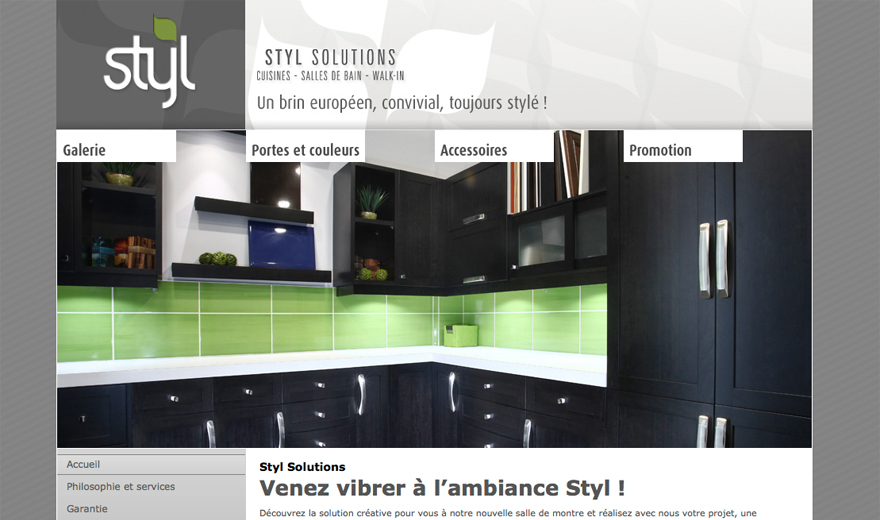 styl
STYL SOLUTIONS
CUISINES - SALLES DE BAIN - WALK-IN
Un brin européen, convivial, toujours stylé !
Galerie
Portes et couleurs
Accessoires
Promotion
Accueil
Philosophie et services
Garantie
Styl Solutions
Venez vibrer à l’ambiance Styl !
Découvrez la solution créative pour vous à notre nouvelle salle de montre et réalisez avec nous votre projet, une